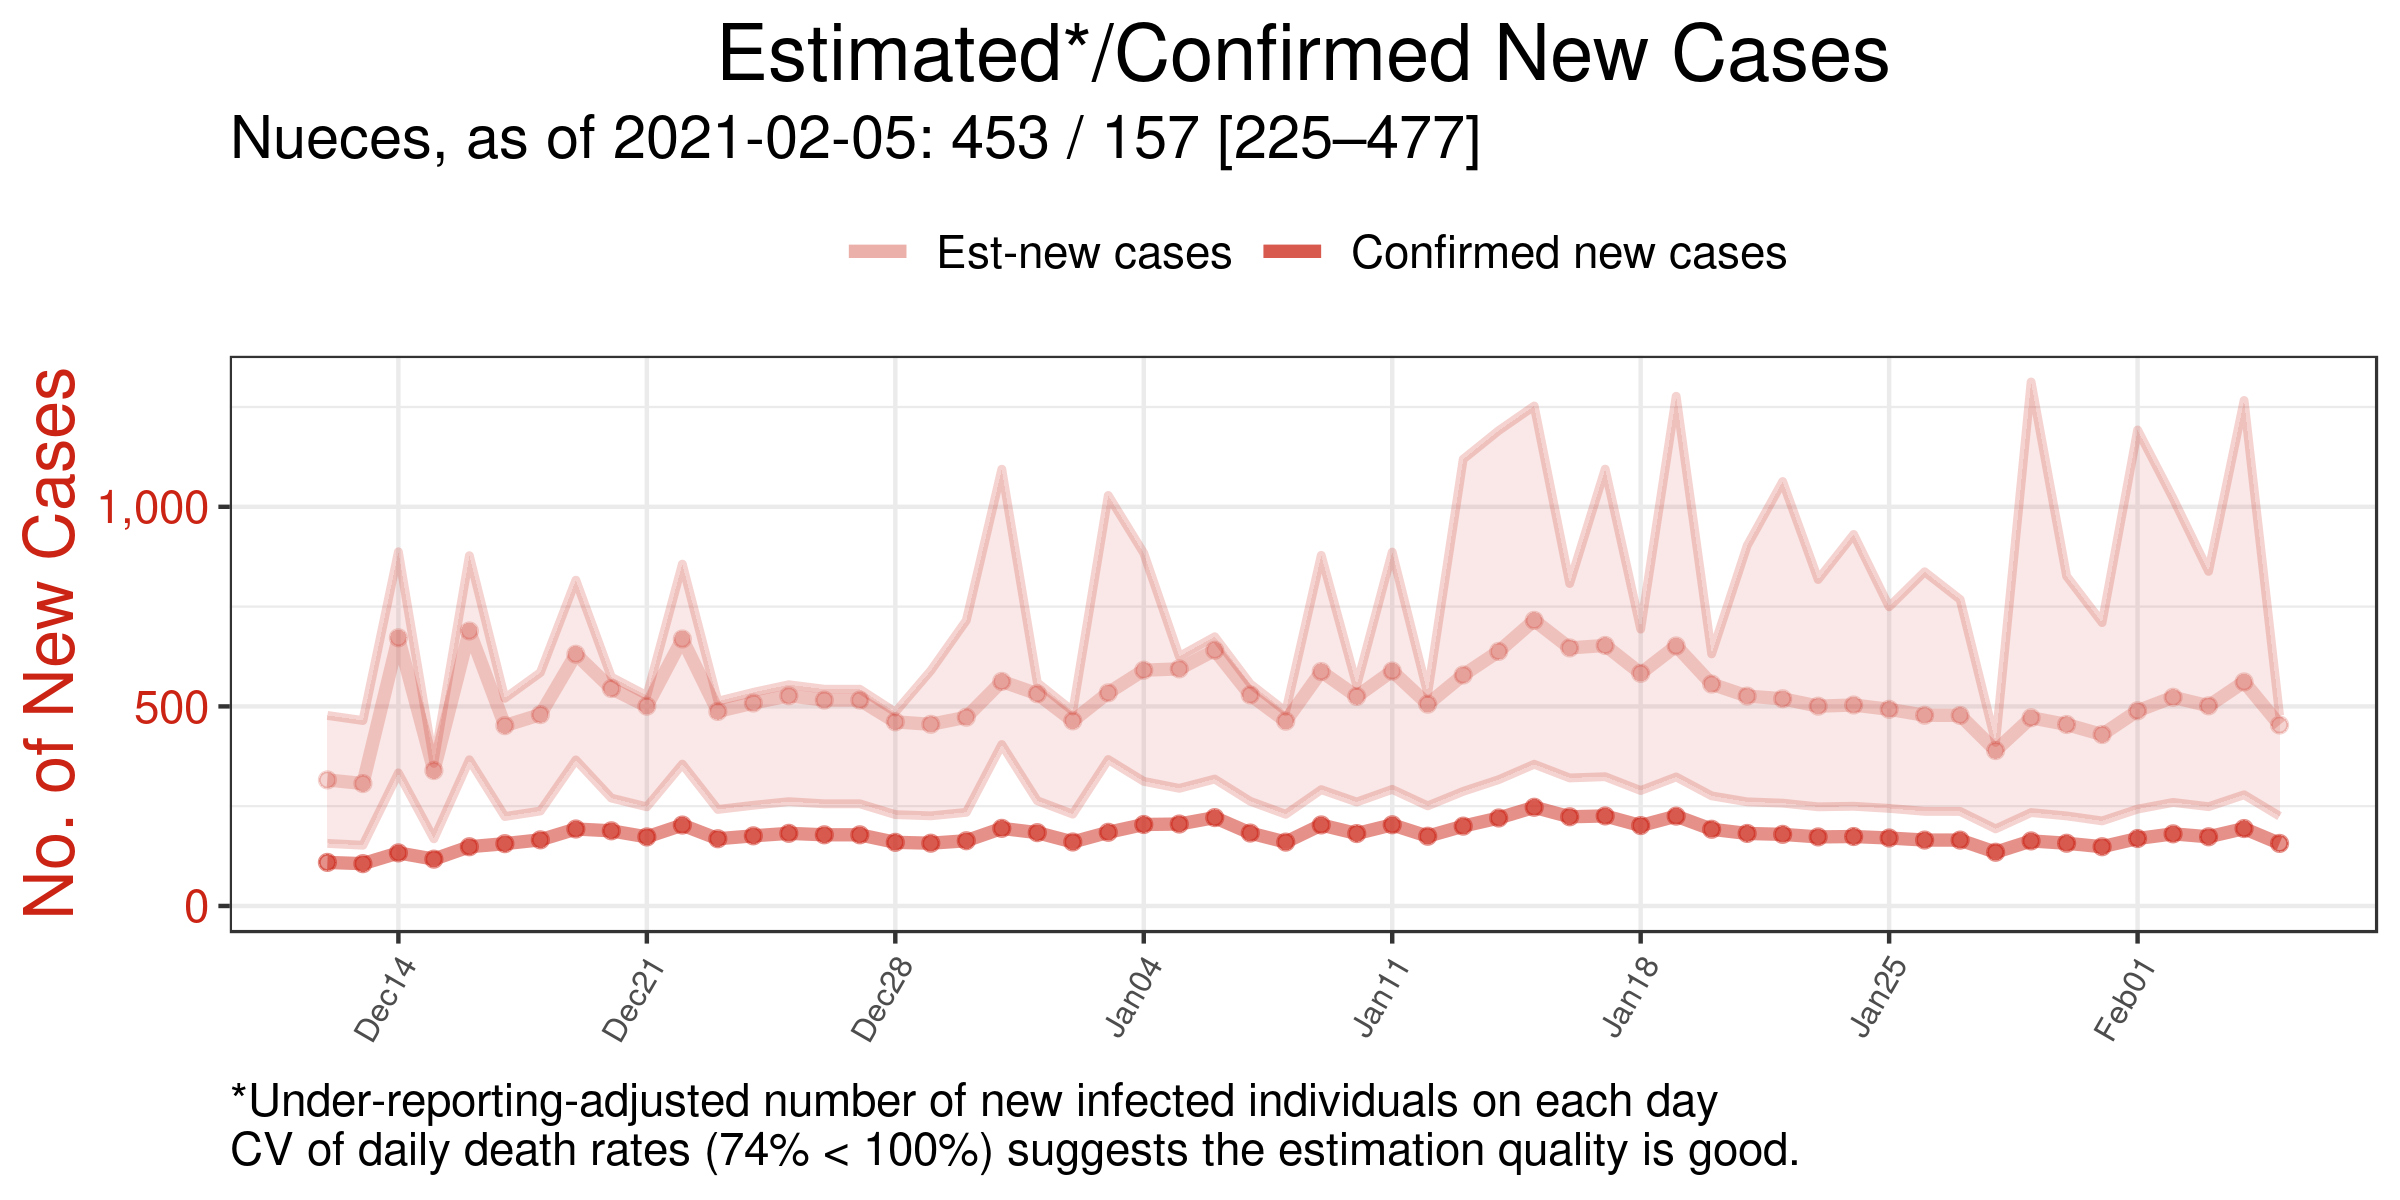 Estimated*/Confirmed New Cases
Nueces, as of 2021-02-05: 453 / 157 [225–477]
Est-new cases Confirmed new cases
No. of New Cases
1,000
500
0
Dec14 Dec21 Dec28 Jan04 Jan11 Jan18 Jan25 Feb01
*Under-reporting-adjusted number of new infected individuals on each day
CV of daily death rates (74% < 100%) suggests the estimation quality is good.